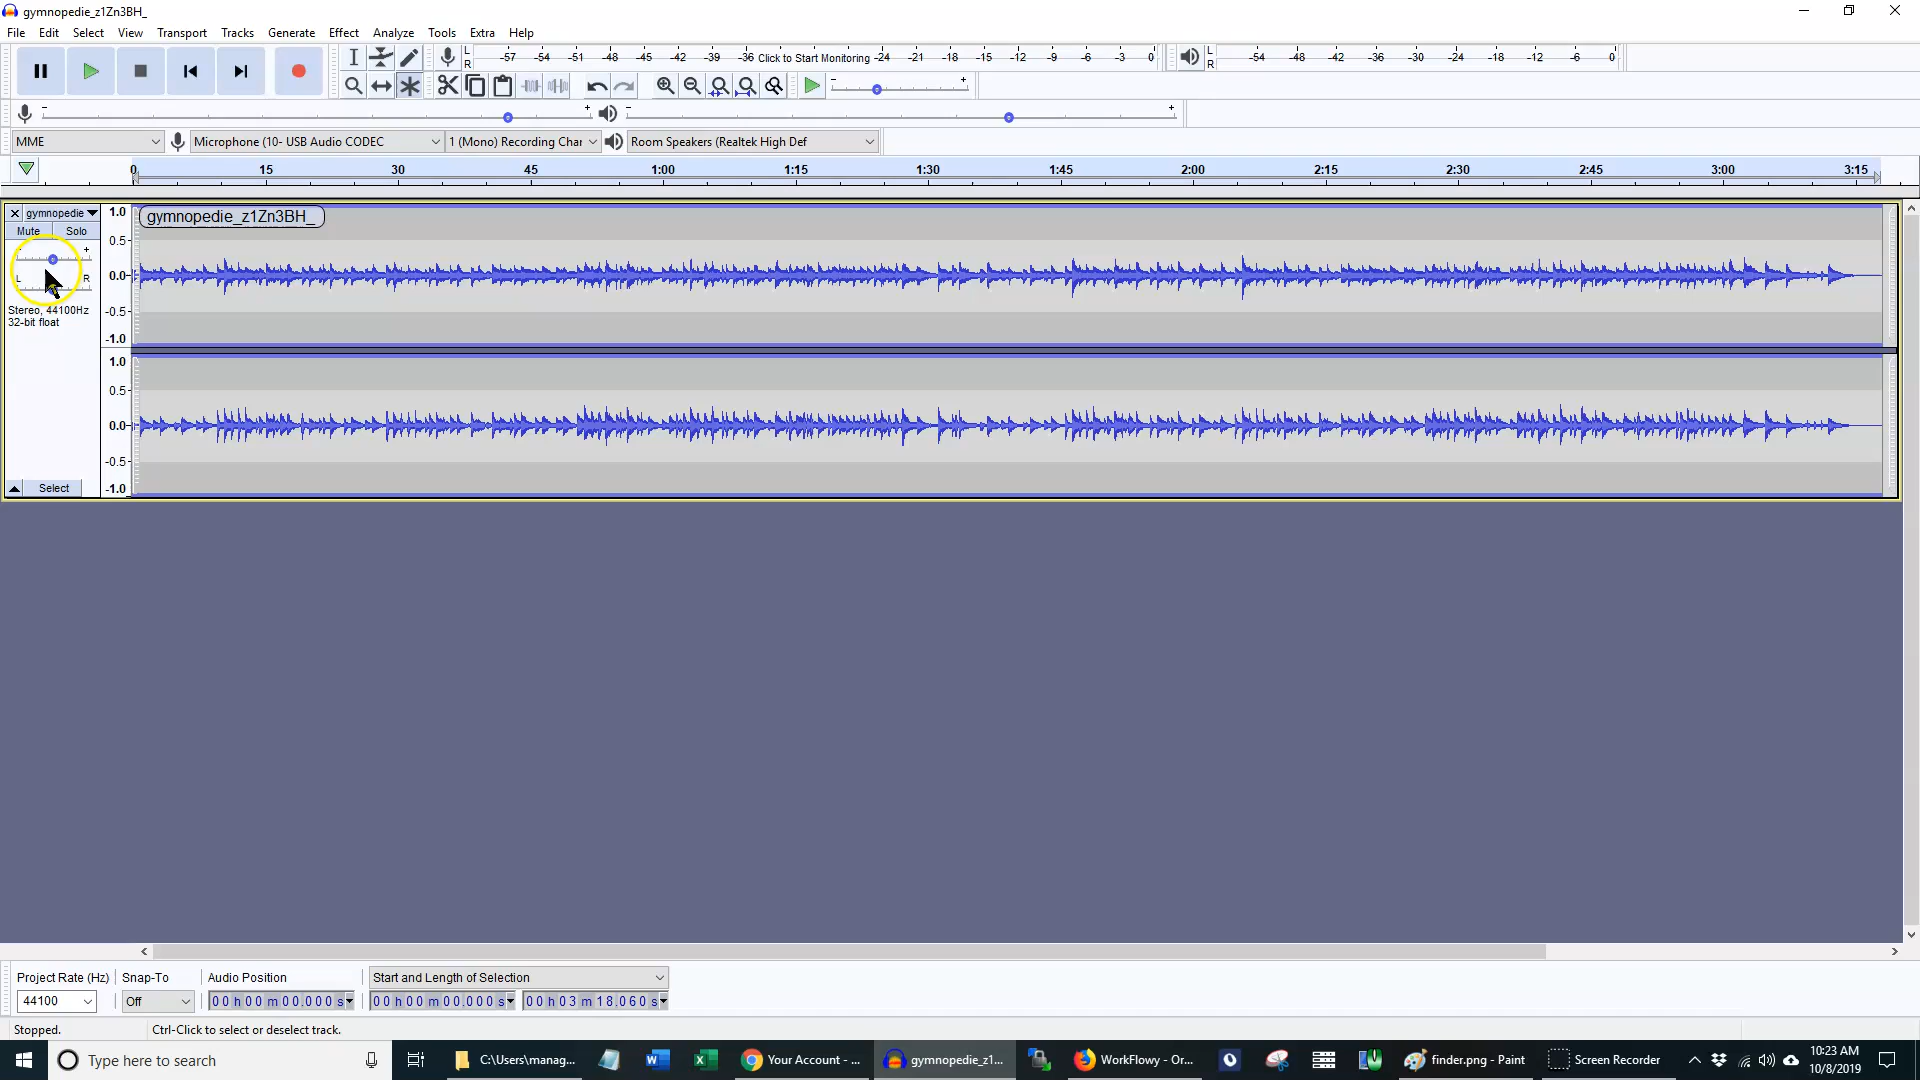 gymnopedie_z1Zn3BH_
File Edit Select View Transport Tracks Generate Effect Analyze Tools Extra Help
L R -57 -54 -51 -48 -45 -42 -39 -36 Click to Start Monitoring -24 -21 -18 -15 -12 -9 -6 -3 0 L R -54 -48 -42 -36 -30 -24 -18 -12 -6 0
MME Microphone (10- USB Audio CODEC 1 (Mono) Recording Char Room Speakers (Realtek High Def
0 15 30 45 1:00 1:15 1:30 1:45 2:00 2:15 2:30 2:45 3:00 3:15
gymnopedie 1.0 gymnopedie_z1Zn3BH_
Mute Solo
0.5
L R 0.0
Stereo, 44100Hz -0.5
32-bit float
-1.0
1.0
0.5
0.0
-0.5
Select -1.0
Project Rate (Hz) Snap-To Audio Position Start and Length of Selection
44100 Off 00 h 00 m 00.000 s 00 h 00 m 00.000 s 00 h 03 m 18.060 s
Stopped. Ctrl-Click to select or deselect track.
Type here to search C:\Users\manag... Your Account - ... gymnopedie_z1... WorkFlowy - Or... finder.png - Paint Screen Recorder 10:23 AM
10/8/2019